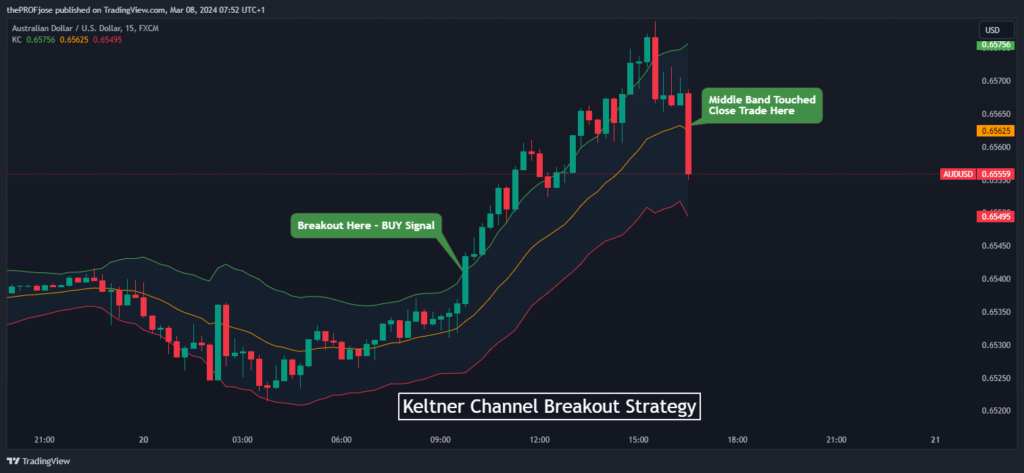 thePROFjose published on TradingView.com, Mar 08, 2024 07:52 UTC+1
Australian Dollar / U.S. Dollar, 15, FXCM
KC 0.65756 0.65625 0.65495
USD
0.65756
0.65700
Middle Band Touched
Close Trade Here
0.65650
0.65625
0.65600
AUDUSD 0.65559
0.65550
0.65495
Breakout Here - BUY Signal
0.65450
0.65400
0.65350
0.65300
0.65250
Keltner Channel Breakout Strategy
0.65200
21:00 20 03:00 06:00 09:00 12:00 15:00 18:00 21:00 21
TradingView